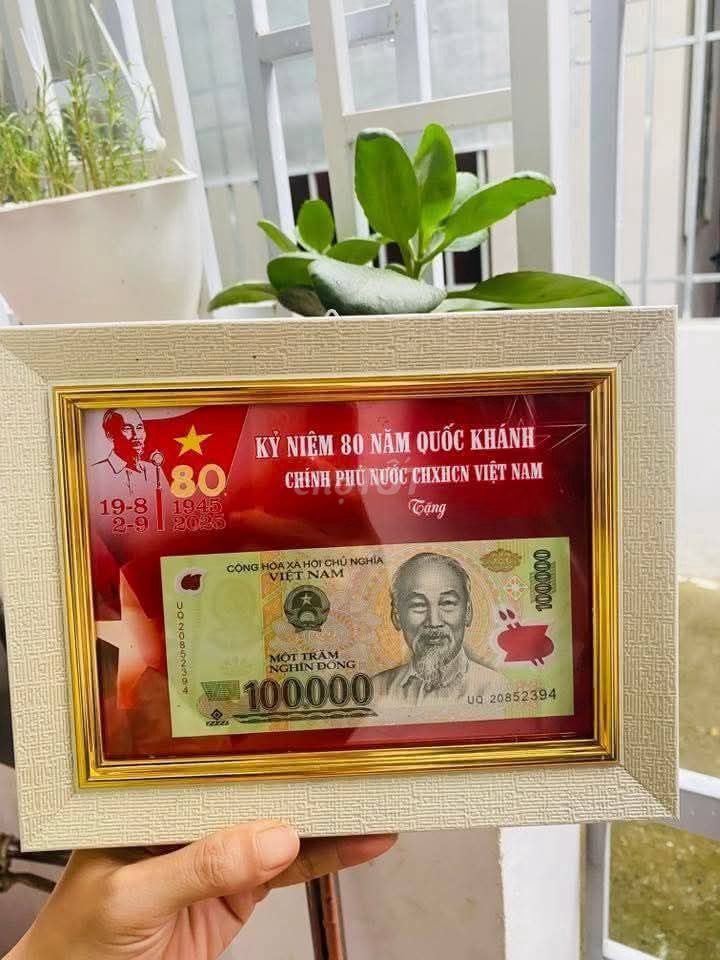 KỶ NIỆM 80 NĂM QUỐC KHÁNH
CHÍNH PHỦ NƯỚC CHXHCN VIỆT NAM
Tặng
80
19-8 1945
2-9 2025
CỘNG HÒA XÃ HỘI CHỦ NGHĨA
VIỆT NAM
100.000
UQ 20852394
MỘT TRĂM
NGHÌN ĐỒNG
100.000
UQ 20852394